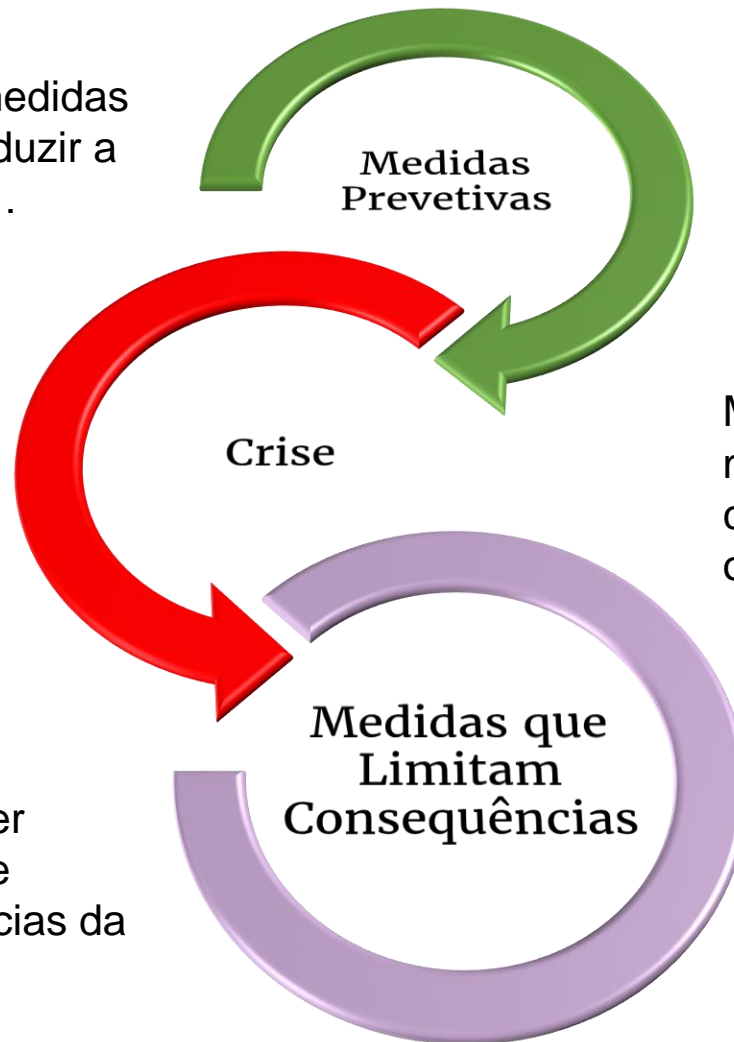 medidas
duzir a
.
Medidas
Prevetivas
Crise
M
r
c
c
Medidas que
Limitam
Consequências
er
e
cias da